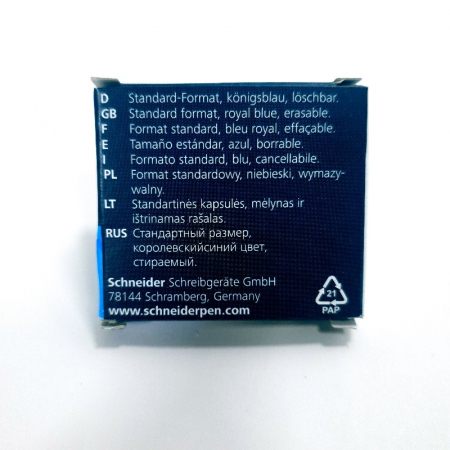 D Standard-Format, königsblau, löschbar.
GB Standard format, royal blue, erasable.
F Format standard, bleu royal, effaçable.
E Tamaño estándar, azul, borrable.
I Formato standard, blu, cancellabile.
PL Format standardowy, niebieski, wymazy-
walny.
LT Standartinės kapsulės, mėlynas ir
ištrinamas rašalas.
RUS Стандартный размер,
королевскийсиний цвет,
стираемый.
Schneider Schreibgeräte GmbH
78144 Schramberg, Germany
www.schneiderpen.com
21
PAP